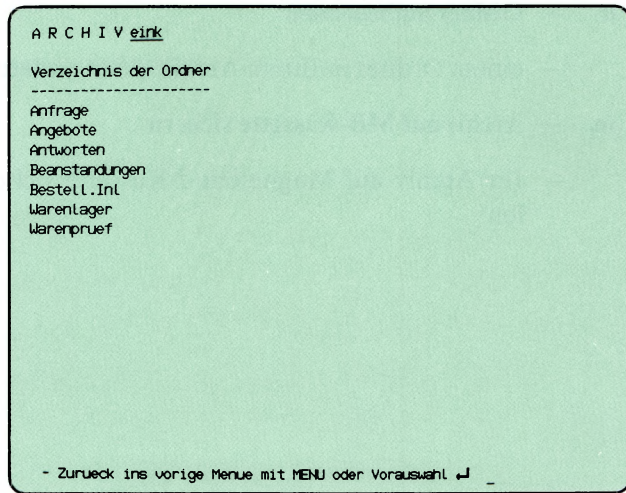 A R C H I V eink
Verzeichnis der Ordner
----------------------
Anfrage
Angebote
Antworten
Beanstandungen
Bestell.Inl
Warenlager
Warenpruef
- Zurueck ins vorige Menue mit MENU oder Vorauswahl ↵ _